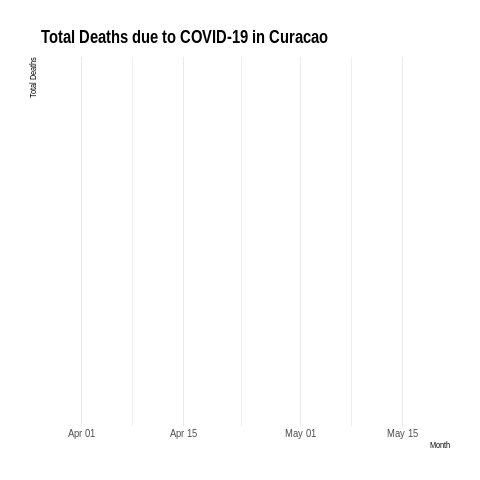 Total Deaths due to COVID-19 in Curacao
Total Deaths
Apr 01
Apr 15
May 01
May 15
Month